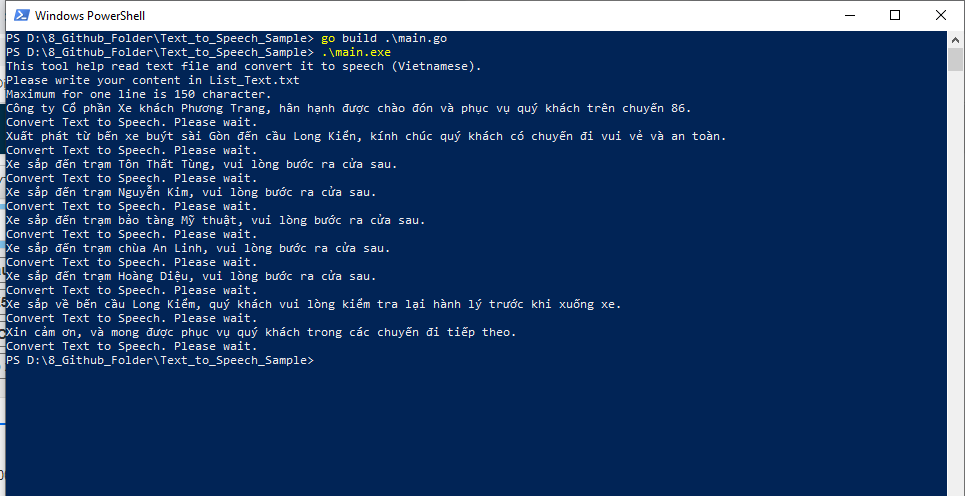 Windows PowerShell
PS D:\8_Github_Folder\Text_to_Speech_Sample> go build .\main.go
PS D:\8_Github_Folder\Text_to_Speech_Sample> .\main.exe
This tool help read text file and convert it to speech (Vietnamese).
Please write your content in List_Text.txt
Maximum for one line is 150 character.
Công ty Cổ phần Xe khách Phương Trang, hân hạnh được chào đón và phục vụ quý khách trên chuyến 86.
Convert Text to Speech. Please wait.
Xuất phát từ bến xe buýt sài Gòn đến cầu Long Kiển, kính chúc quý khách có chuyến đi vui vẻ và an toàn.
Convert Text to Speech. Please wait.
Xe sắp đến trạm Tôn Thất Tùng, vui lòng bước ra cửa sau.
Convert Text to Speech. Please wait.
Xe sắp đến trạm Nguyễn Kim, vui lòng bước ra cửa sau.
Convert Text to Speech. Please wait.
Xe sắp đến trạm bảo tàng Mỹ thuật, vui lòng bước ra cửa sau.
Convert Text to Speech. Please wait.
Xe sắp đến trạm chùa An Linh, vui lòng bước ra cửa sau.
Convert Text to Speech. Please wait.
Xe sắp đến trạm Hoàng Diệu, vui lòng bước ra cửa sau.
Convert Text to Speech. Please wait.
Xe sắp về bến cầu Long Kiểm, quý khách vui lòng kiểm tra lại hành lý trước khi xuống xe.
Convert Text to Speech. Please wait.
Xin cảm ơn, và mong được phục vụ quý khách trong các chuyến đi tiếp theo.
Convert Text to Speech. Please wait.
PS D:\8_Github_Folder\Text_to_Speech_Sample>